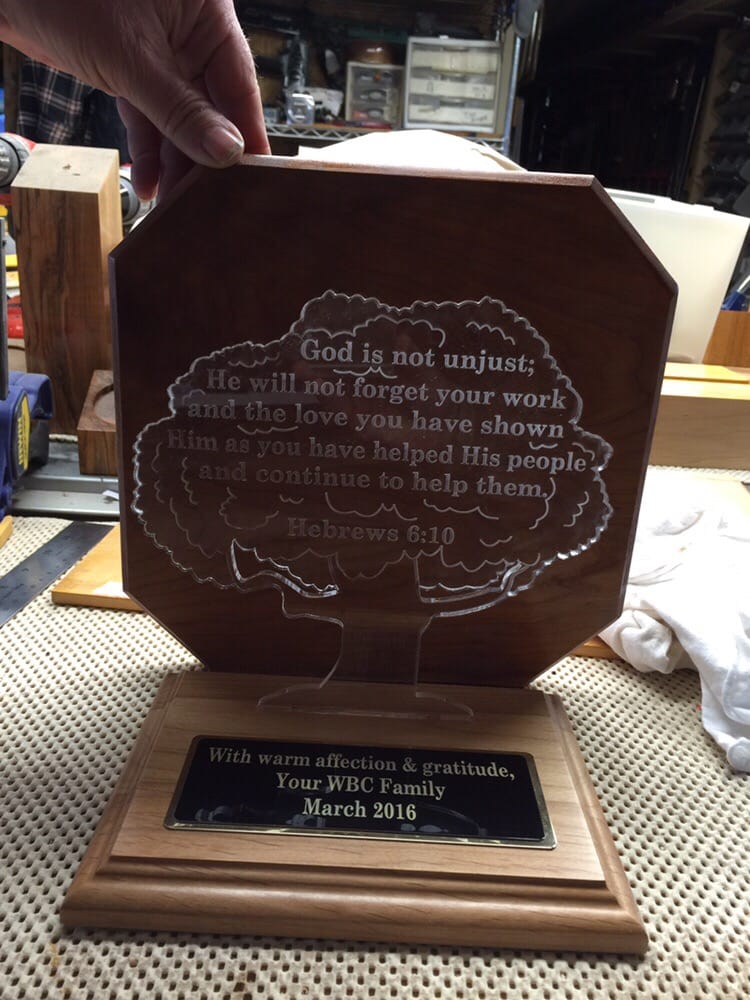 God is not unjust;
He will not forget your work
and the love you have shown
Him as you have helped His people
and continue to help them.
Hebrews 6:10
With warm affection & gratitude,
Your WBC Family
March 2016